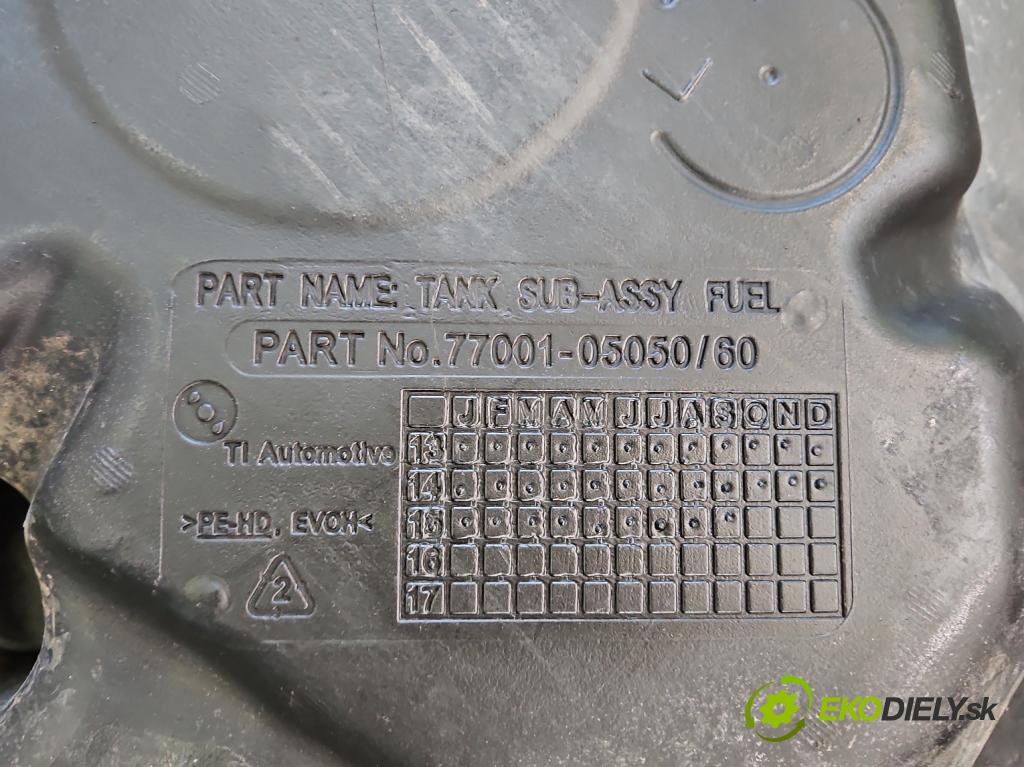 PART NAME: TANK SUB-ASSY FUEL
PART No.77001-05050/60
TI Automotive
>PE-HD, EVOH<
2
J F M A M J J A S O N D
13
14
15
16
17
EKODIELY.sk